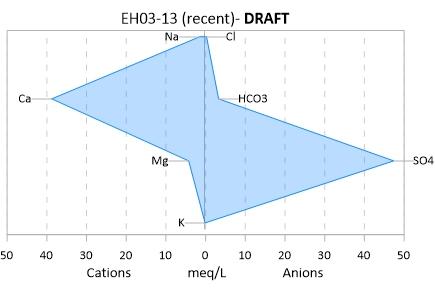 EH03-13 (recent)- DRAFT
Na Cl
Ca HCO3
Mg SO4
K
50 40 30 20 10 0 10 20 30 40 50
Cations meq/L Anions